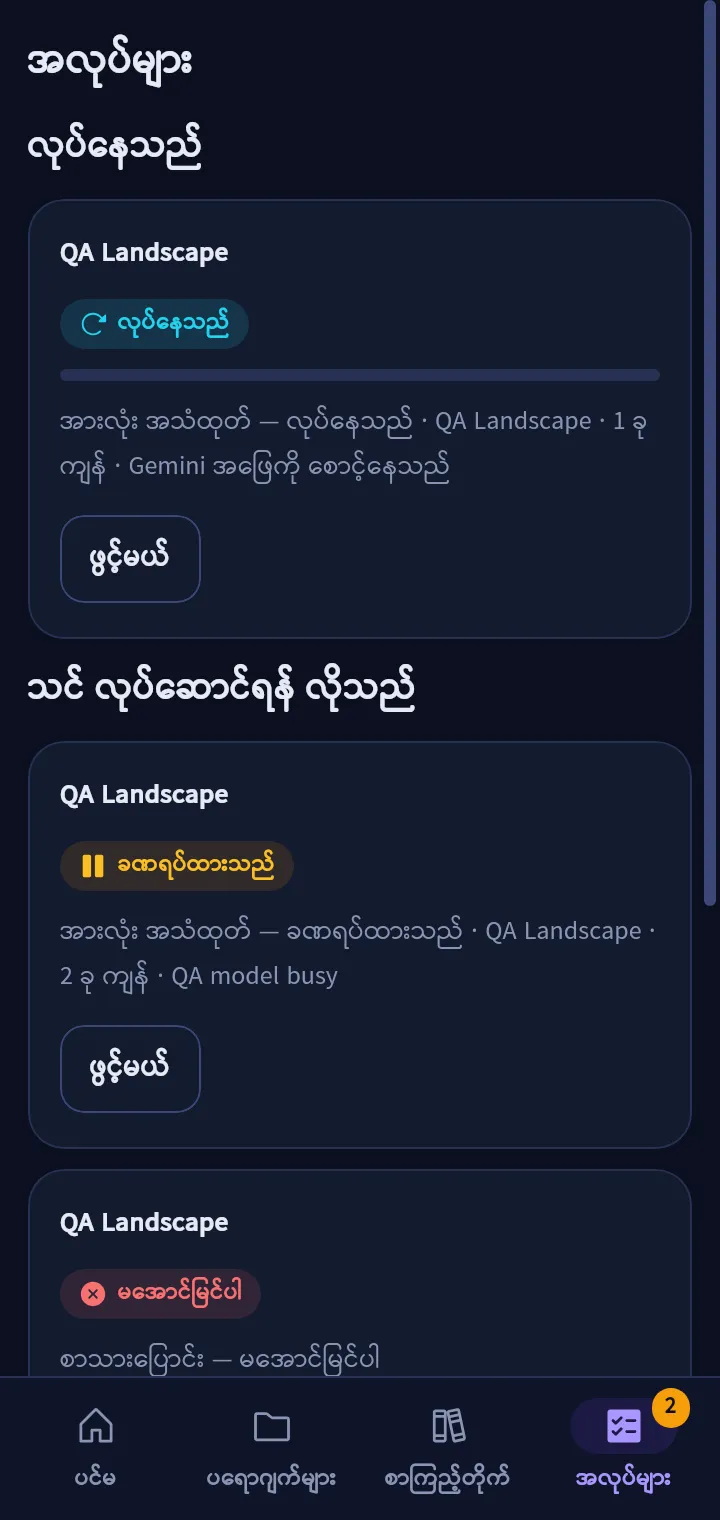 အလုပ်များ
လုပ်နေသည်
QA Landscape
လုပ်နေသည်
အားလုံး အသံထုတ် — လုပ်နေသည် · QA Landscape · 1 ခု
ကျန် · Gemini အဖြေကို စောင့်နေသည်
ဖွင့်မယ်
သင် လုပ်ဆောင်ရန် လိုသည်
QA Landscape
ခဏရပ်ထားသည်
အားလုံး အသံထုတ် — ခဏရပ်ထားသည် · QA Landscape ·
2 ခု ကျန် · QA model busy
ဖွင့်မယ်
QA Landscape
မအောင်မြင်ပါ
စာသားပြောင်း — မအောင်မြင်ပါ
2
ပင်မ
ပရောဂျက်များ
စာကြည့်တိုက်
အလုပ်များ